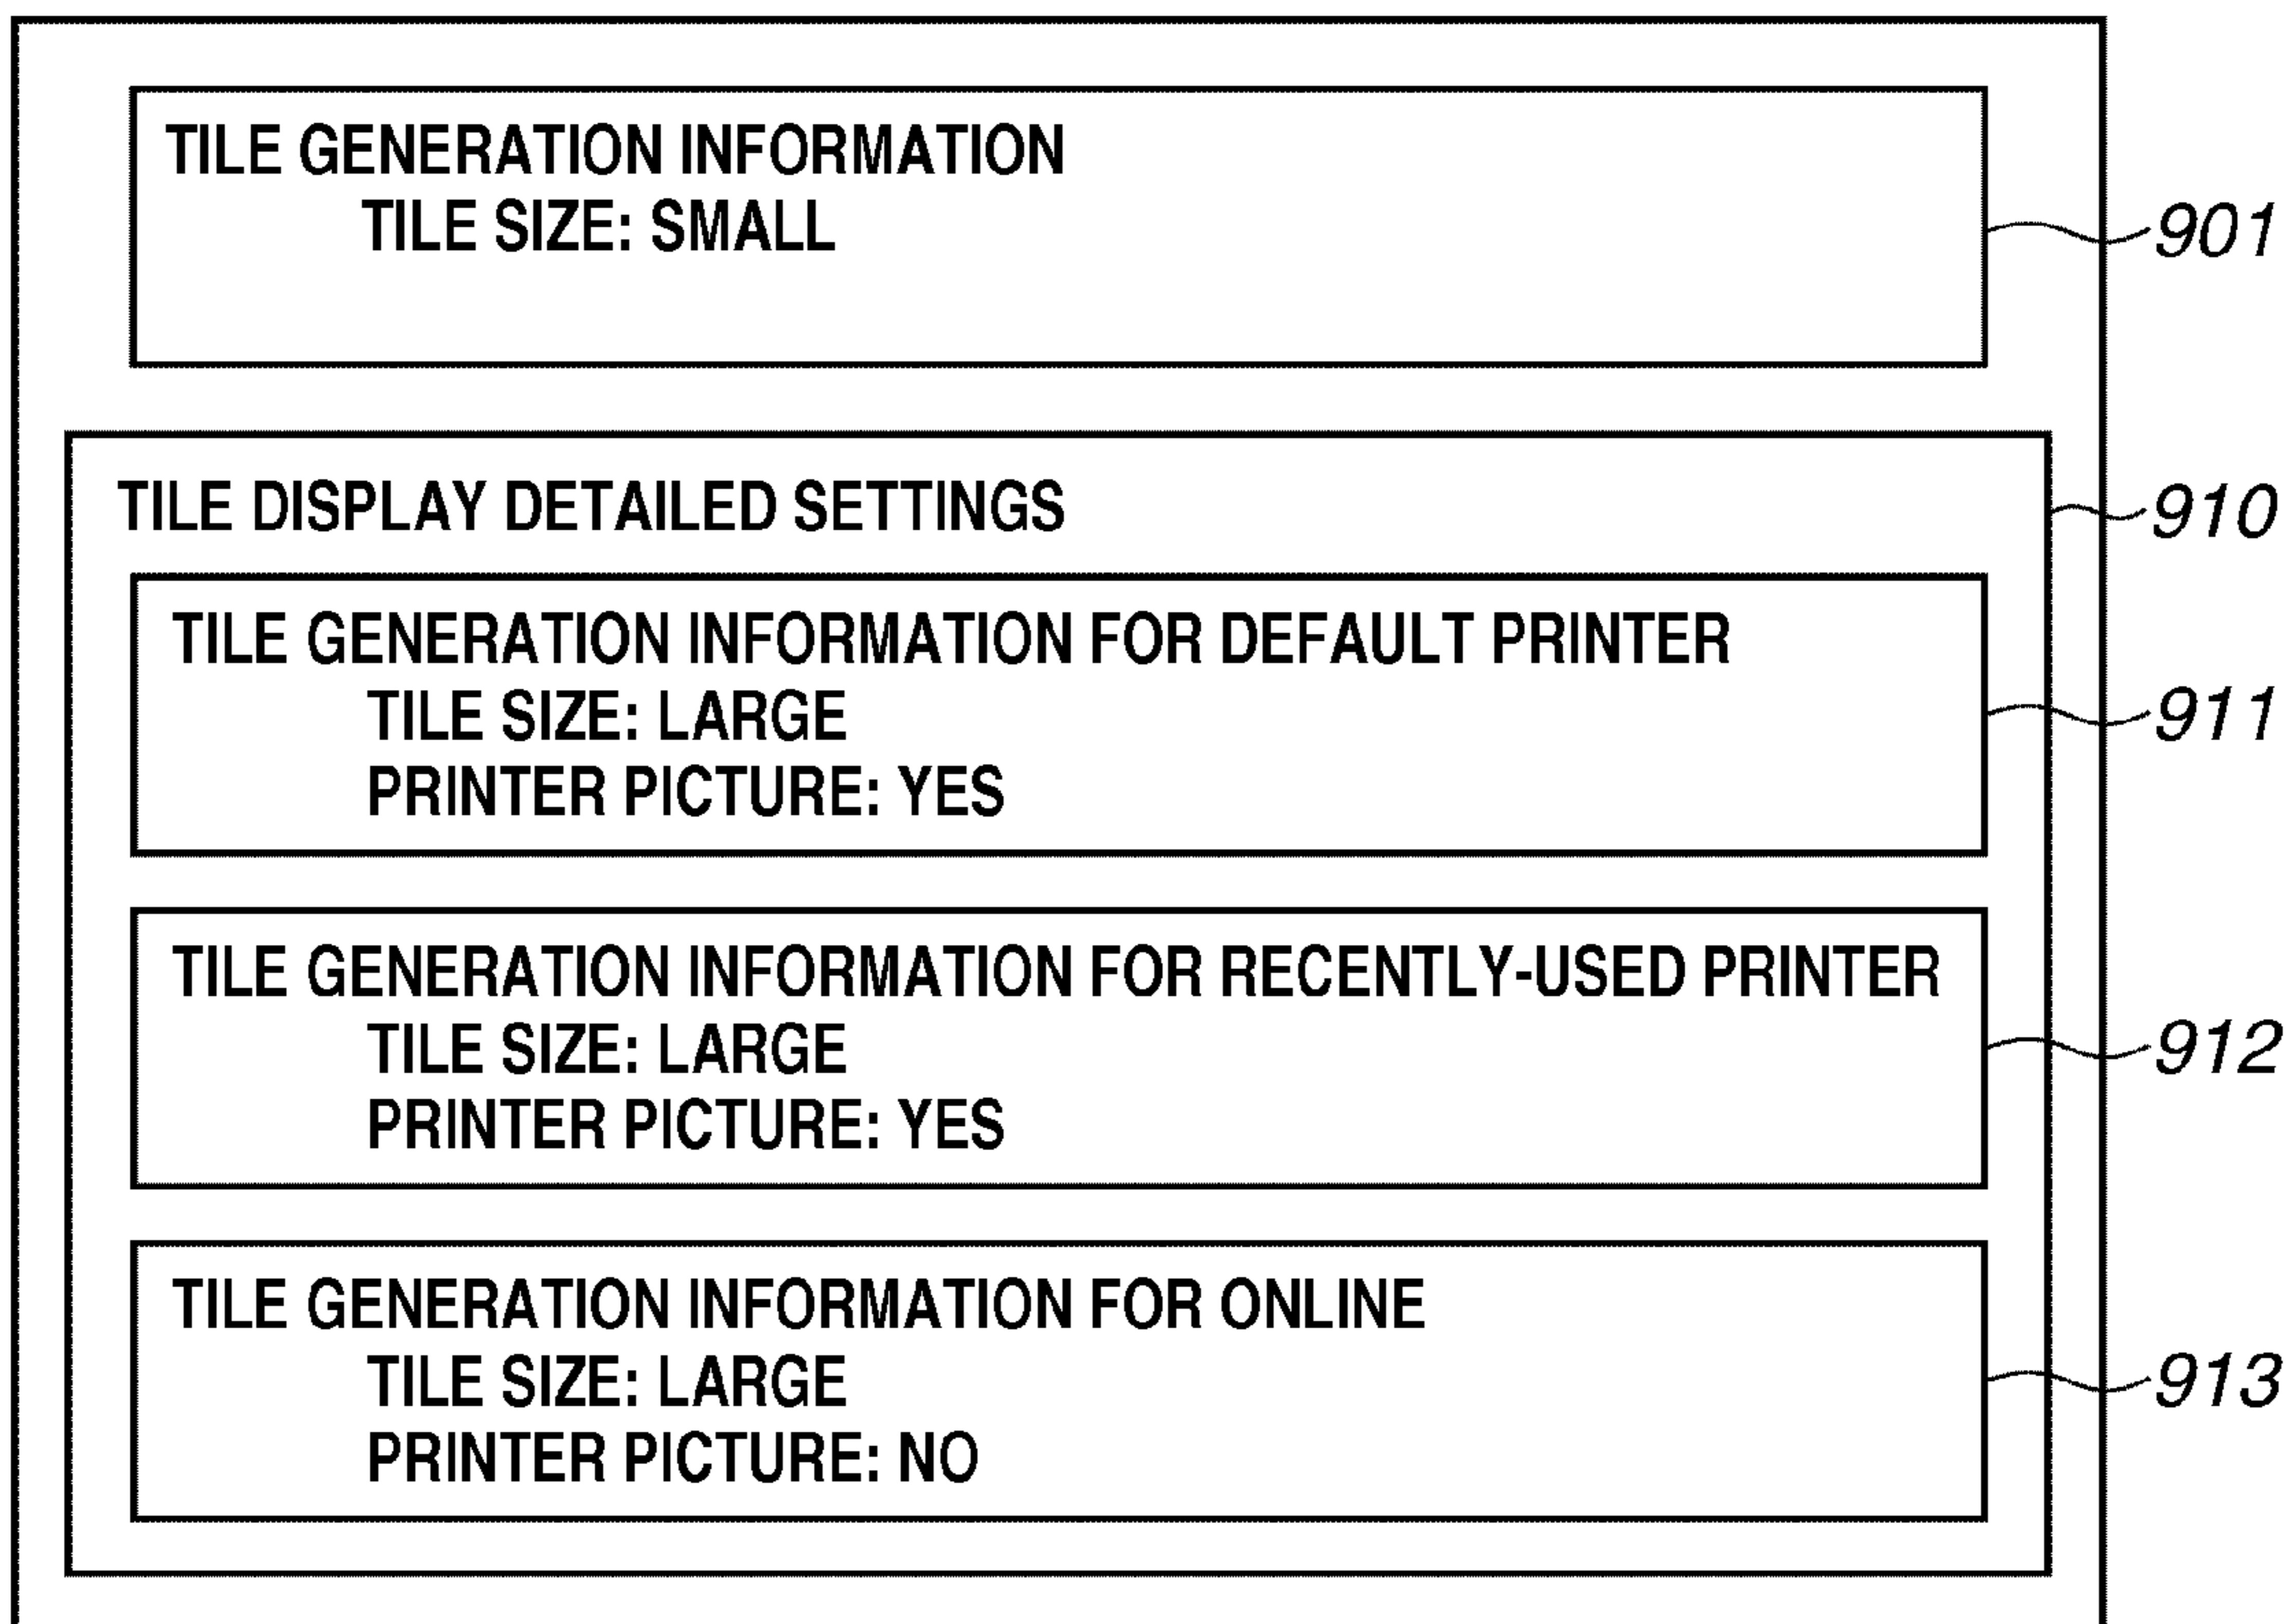 TILE GENERATION INFORMATION
TILE SIZE: SMALL
901
TILE DISPLAY DETAILED SETTINGS
910
TILE GENERATION INFORMATION FOR DEFAULT PRINTER
TILE SIZE: LARGE
911
PRINTER PICTURE: YES
TILE GENERATION INFORMATION FOR RECENTLY-USED PRINTER
TILE SIZE: LARGE
912
PRINTER PICTURE: YES
TILE GENERATION INFORMATION FOR ONLINE
TILE SIZE: LARGE
913
PRINTER PICTURE: NO